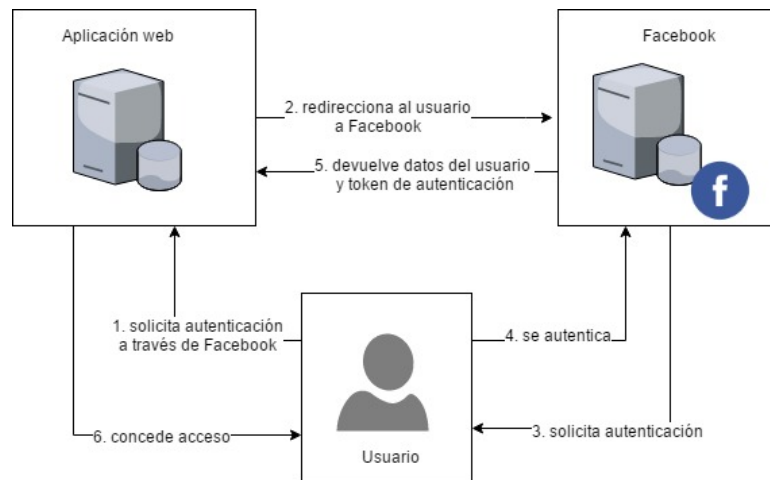 Aplicación web
Facebook
2. redirecciona al usuario
a Facebook
5. devuelve datos del usuario
y token de autenticación
f
1. solicita autenticación
a través de Facebook
4. se autentica
6. concede acceso
3. solicita autenticación
Usuario